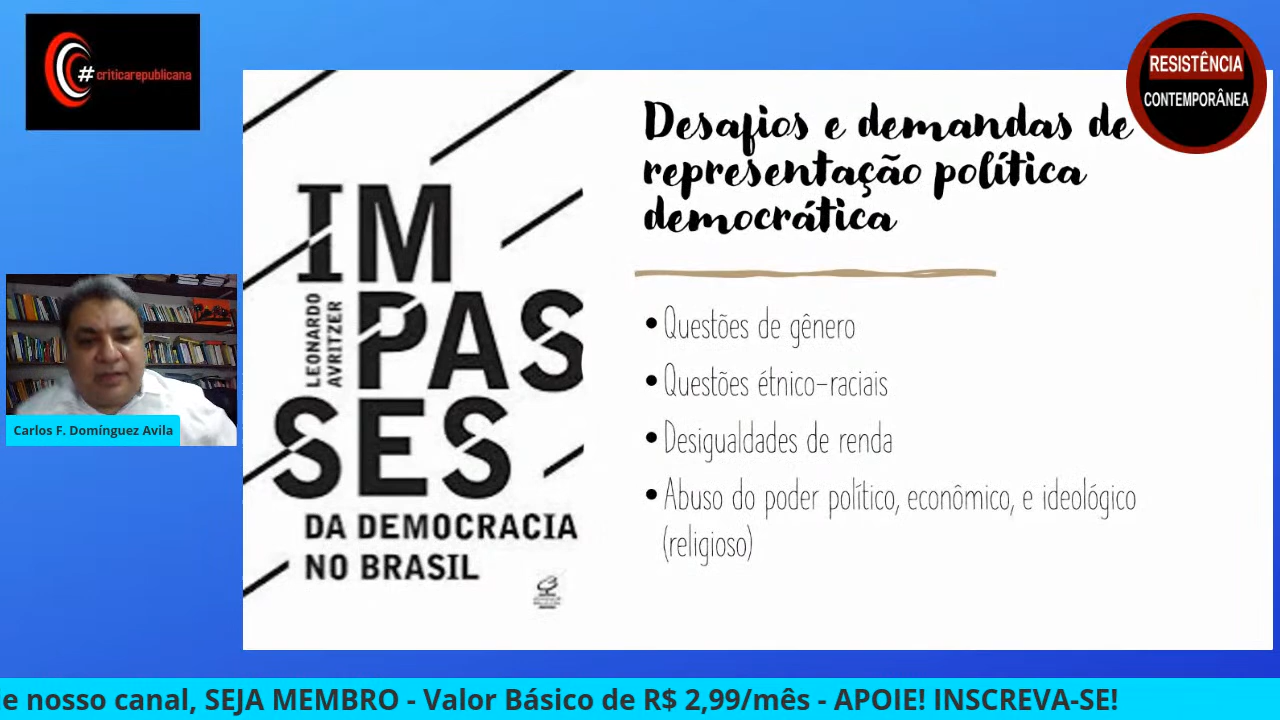 #criticarepublicana
RESISTÊNCIA
CONTEMPORÂNEA
IM
PAS
SES
LEONARDO
AVRITZER
DA DEMOCRACIA
NO BRASIL
Desafios e demandas de
representação política
democrática
• Questões de gênero
• Questões étnico-raciais
• Desigualdades de renda
• Abuso do poder político, econômico, e ideológico
(religioso)
Carlos F. Domínguez Avila
e nosso canal, SEJA MEMBRO - Valor Básico de R$ 2,99/mês - APOIE! INSCREVA-SE!